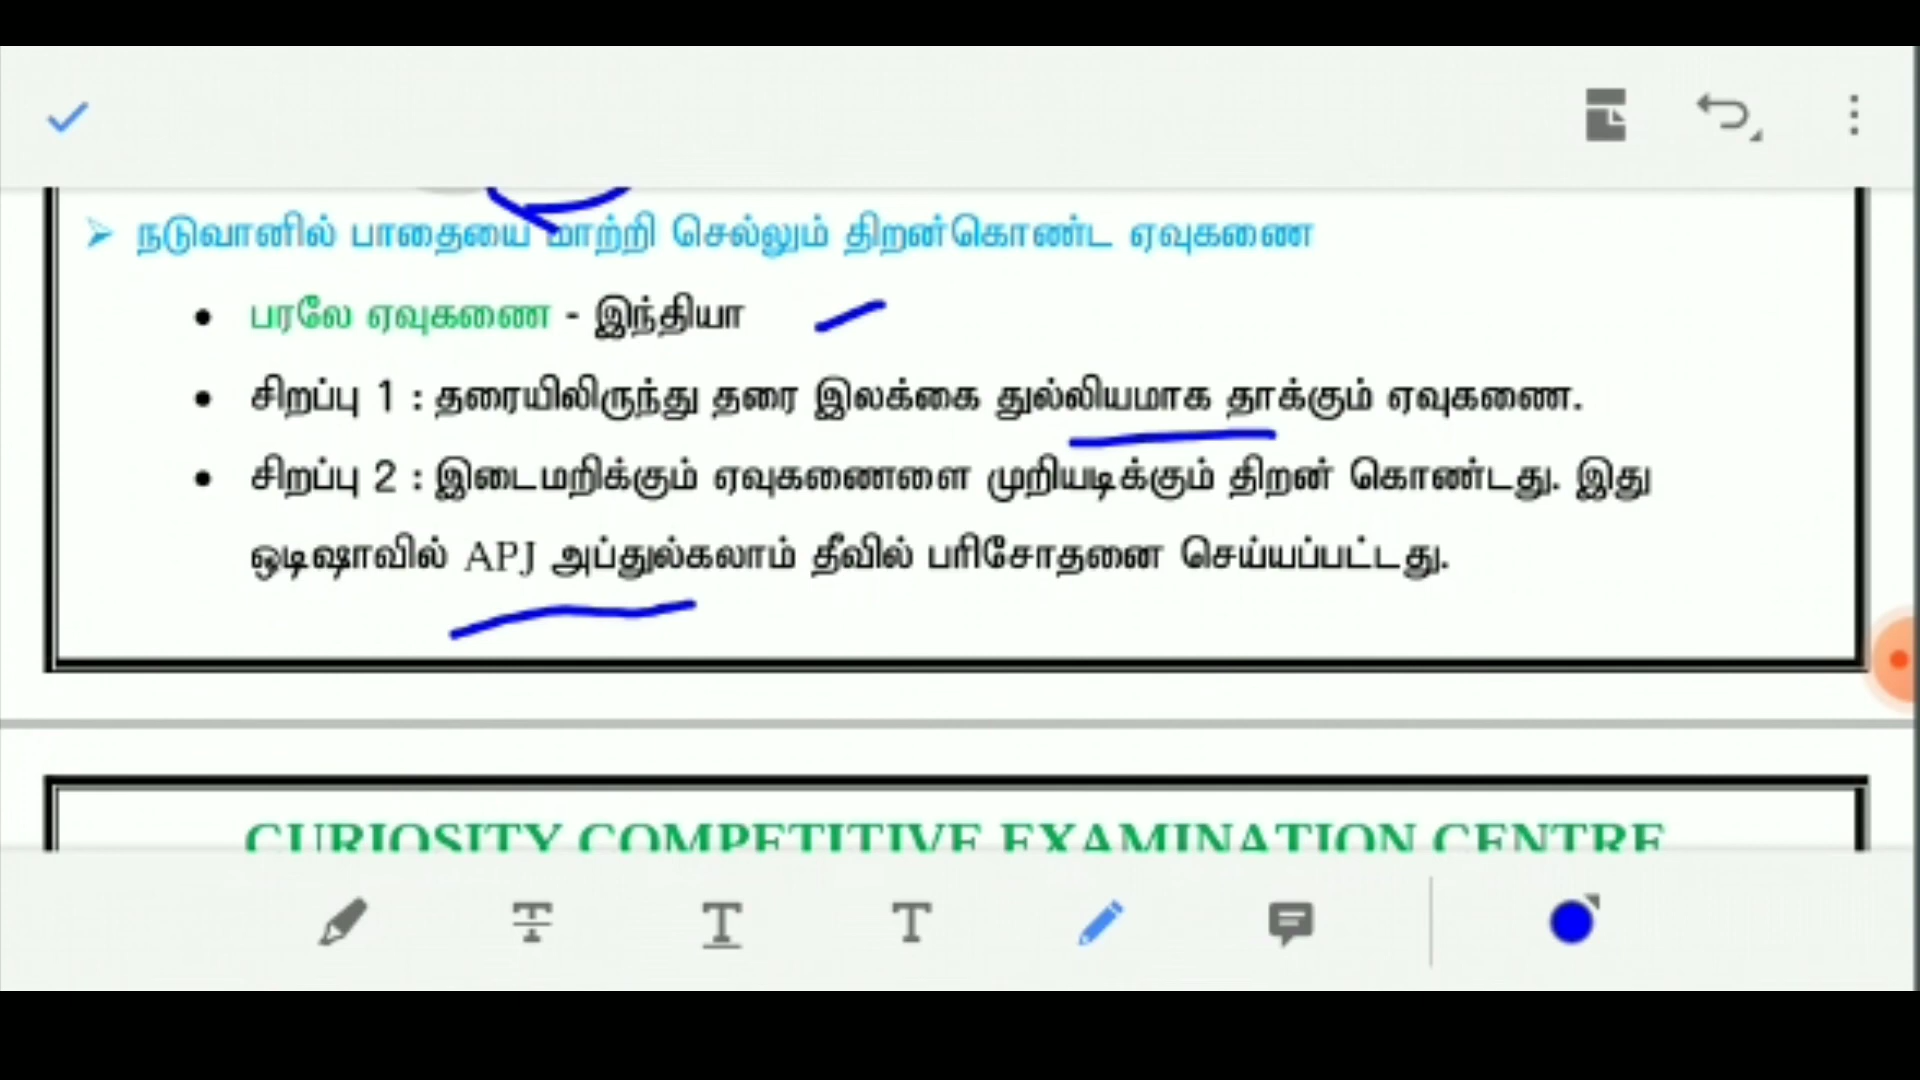 நடுவானில் பாதையை மாற்றி செல்லும் திறன்கொண்ட ஏவுகணை
பரலே ஏவுகணை - இந்தியா
சிறப்பு 1 : தரையிலிருந்து தரை இலக்கை துல்லியமாக தாக்கும் ஏவுகணை.
சிறப்பு 2 : இடைமறிக்கும் ஏவுகணைளை முறியடிக்கும் திறன் கொண்டது. இது
ஒடிஷாவில் APJ அப்துல்கலாம் தீவில் பரிசோதனை செய்யப்பட்டது.
CURIOSITY COMPETITIVE EXAMINATION CENTRE